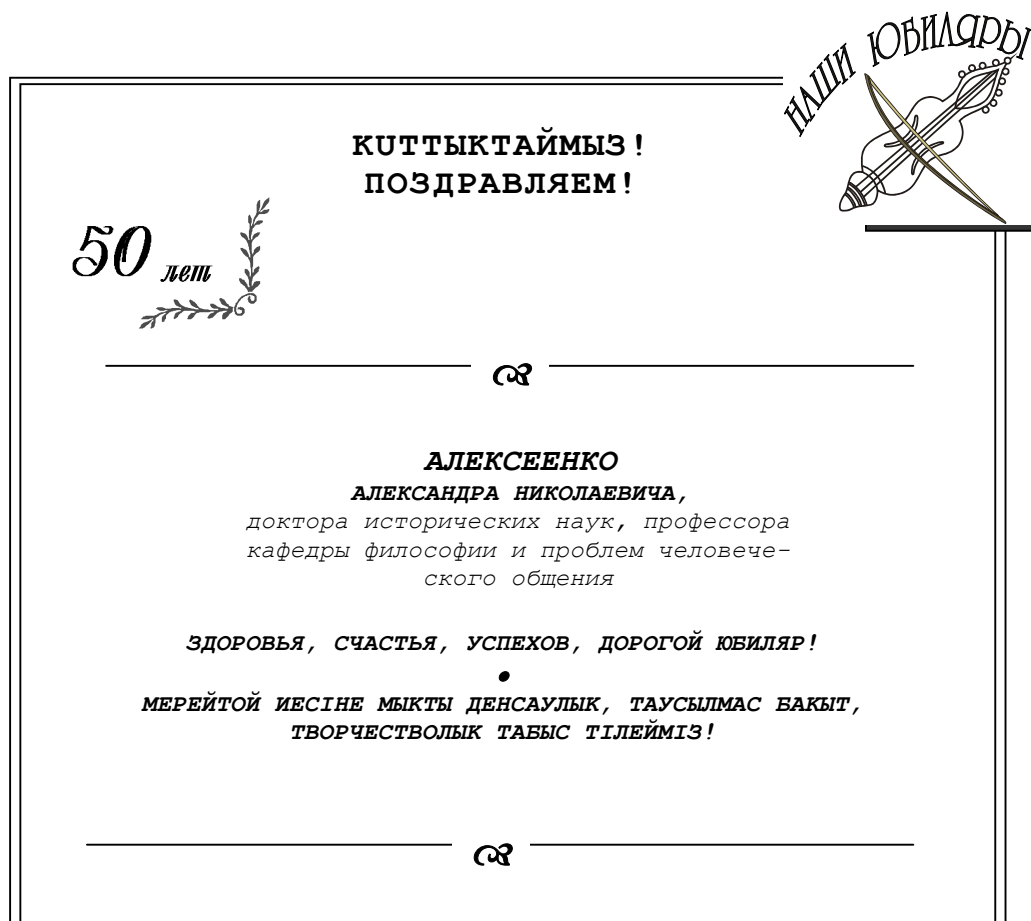 НАШИ ЮБИЛЯРЫ
КUТТЫКТАЙМЫЗ!
ПОЗДРАВЛЯЕМ!
50 лет
АЛЕКСЕЕНКО
АЛЕКСАНДРА НИКОЛАЕВИЧА,
доктора исторических наук, профессора
кафедры философии и проблем человече-
ского общения
ЗДОРОВЬЯ, СЧАСТЬЯ, УСПЕХОВ, ДОРОГОЙ ЮБИЛЯР!
•
МЕРЕЙТОЙ ИЕСІНЕ МЫКТЫ ДЕНСАУЛЫК, ТАУСЫЛМАС БАКЫТ,
ТВОРЧЕСТВОЛЫК ТАБЫС ТІЛЕЙМІЗ!